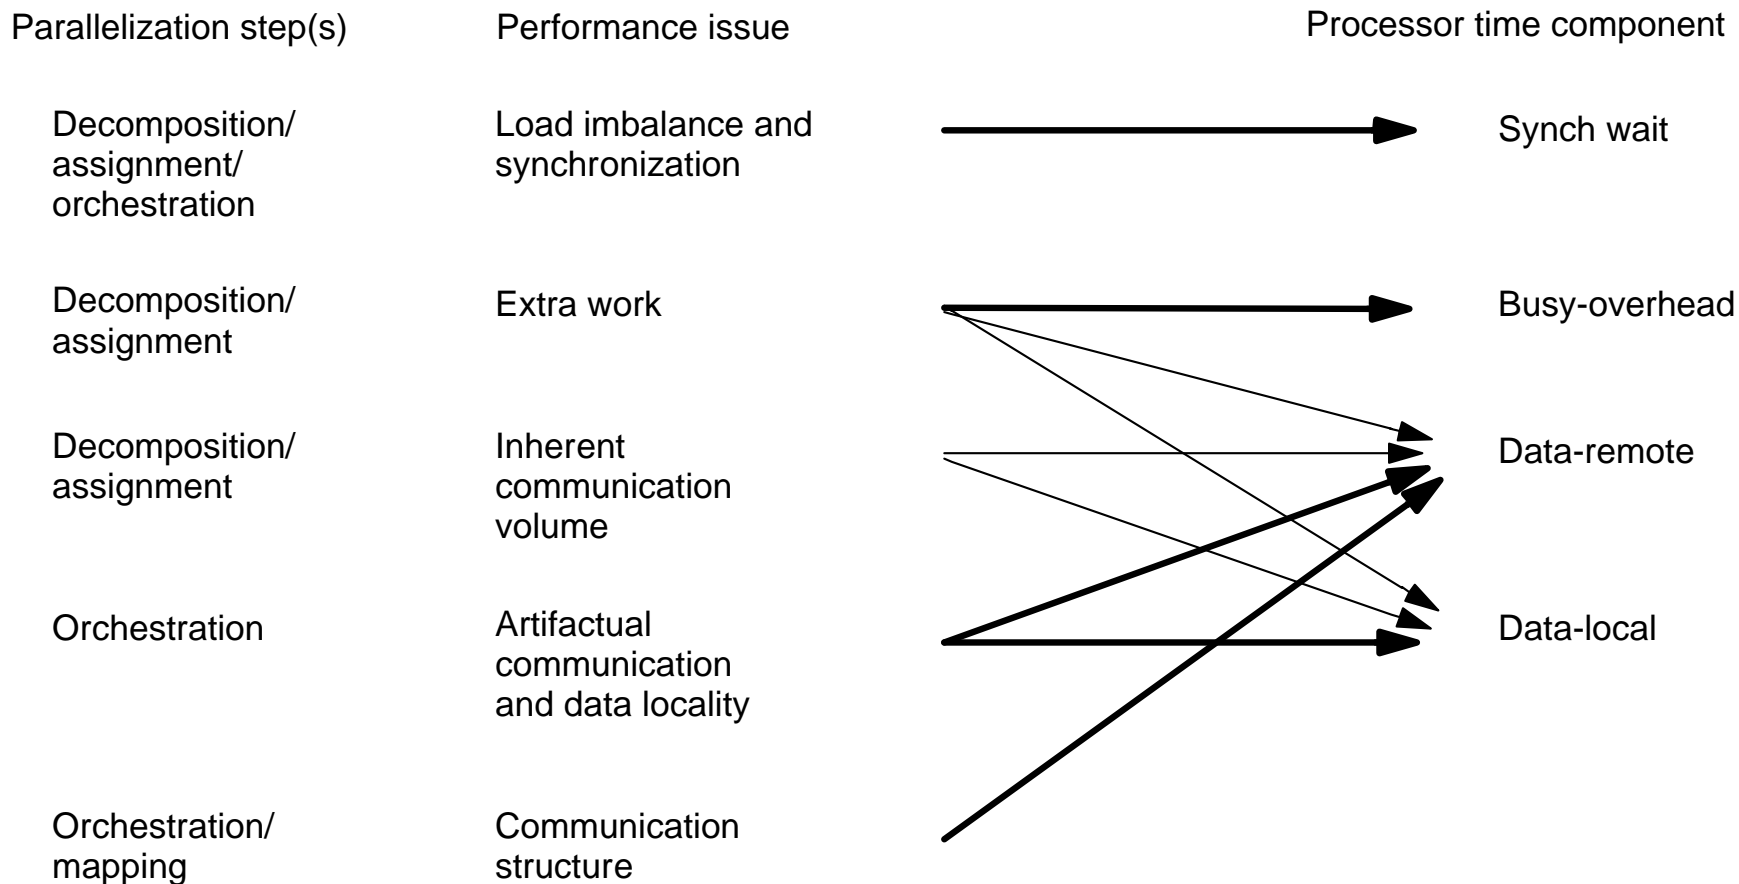 Parallelization step(s)
Performance issue
Processor time component
Decomposition/
assignment/
orchestration
Load imbalance and
synchronization
Synch wait
Decomposition/
assignment
Extra work
Busy-overhead
Decomposition/
assignment
Inherent
communication
volume
Data-remote
Orchestration
Artifactual
communication
and data locality
Data-local
Orchestration/
mapping
Communication
structure